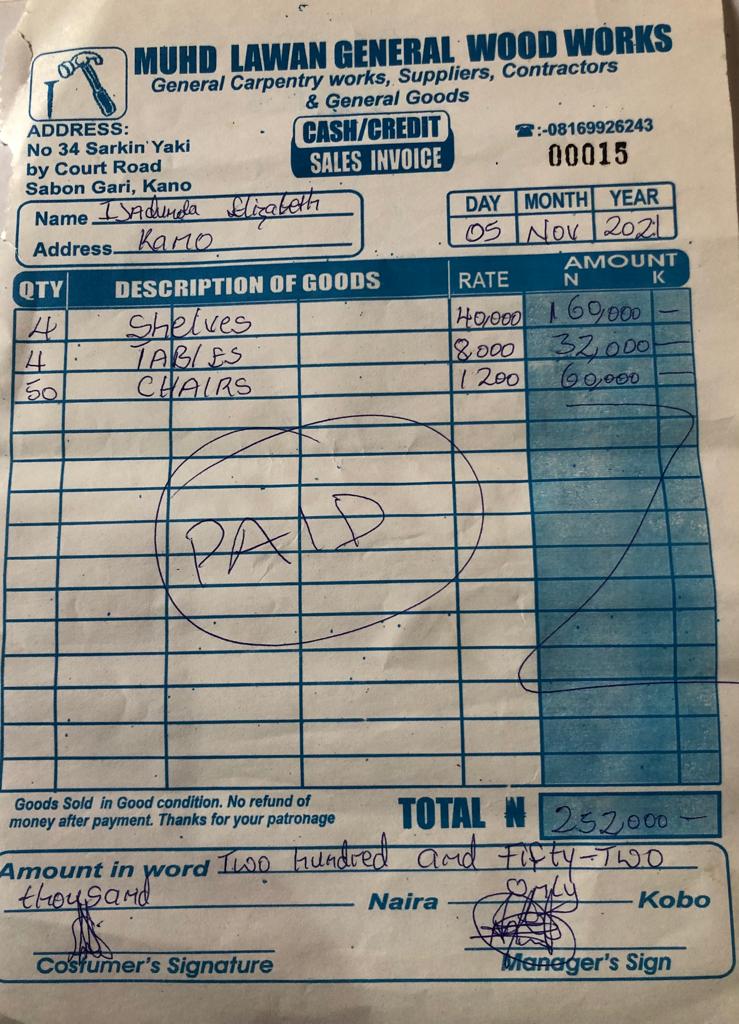 MUHD LAWAN GENERAL WOOD WORKS
General Carpentry works, Suppliers, Contractors
& General Goods
ADDRESS:
No 34 Sarkin Yaki
by Court Road
Sabon Gari, Kano
CASH/CREDIT
SALES INVOICE
☎:-08169926243
00015
Name Elizabeth
Address Kano
DAY MONTH YEAR
05 Nov 2021
QTY DESCRIPTION OF GOODS RATE AMOUNT
N K
4 Shelves 40,000 160,000 —
4 TABLES 8,000 32,000 —
50 CHAIRS 1200 60,000 —
PAID
Goods Sold in Good condition. No refund of
money after payment. Thanks for your patronage
TOTAL ₦ 252,000 —
Amount in word Two hundred and Fifty-Two
thousand Naira Only Kobo
Costumer's Signature Manager's Sign